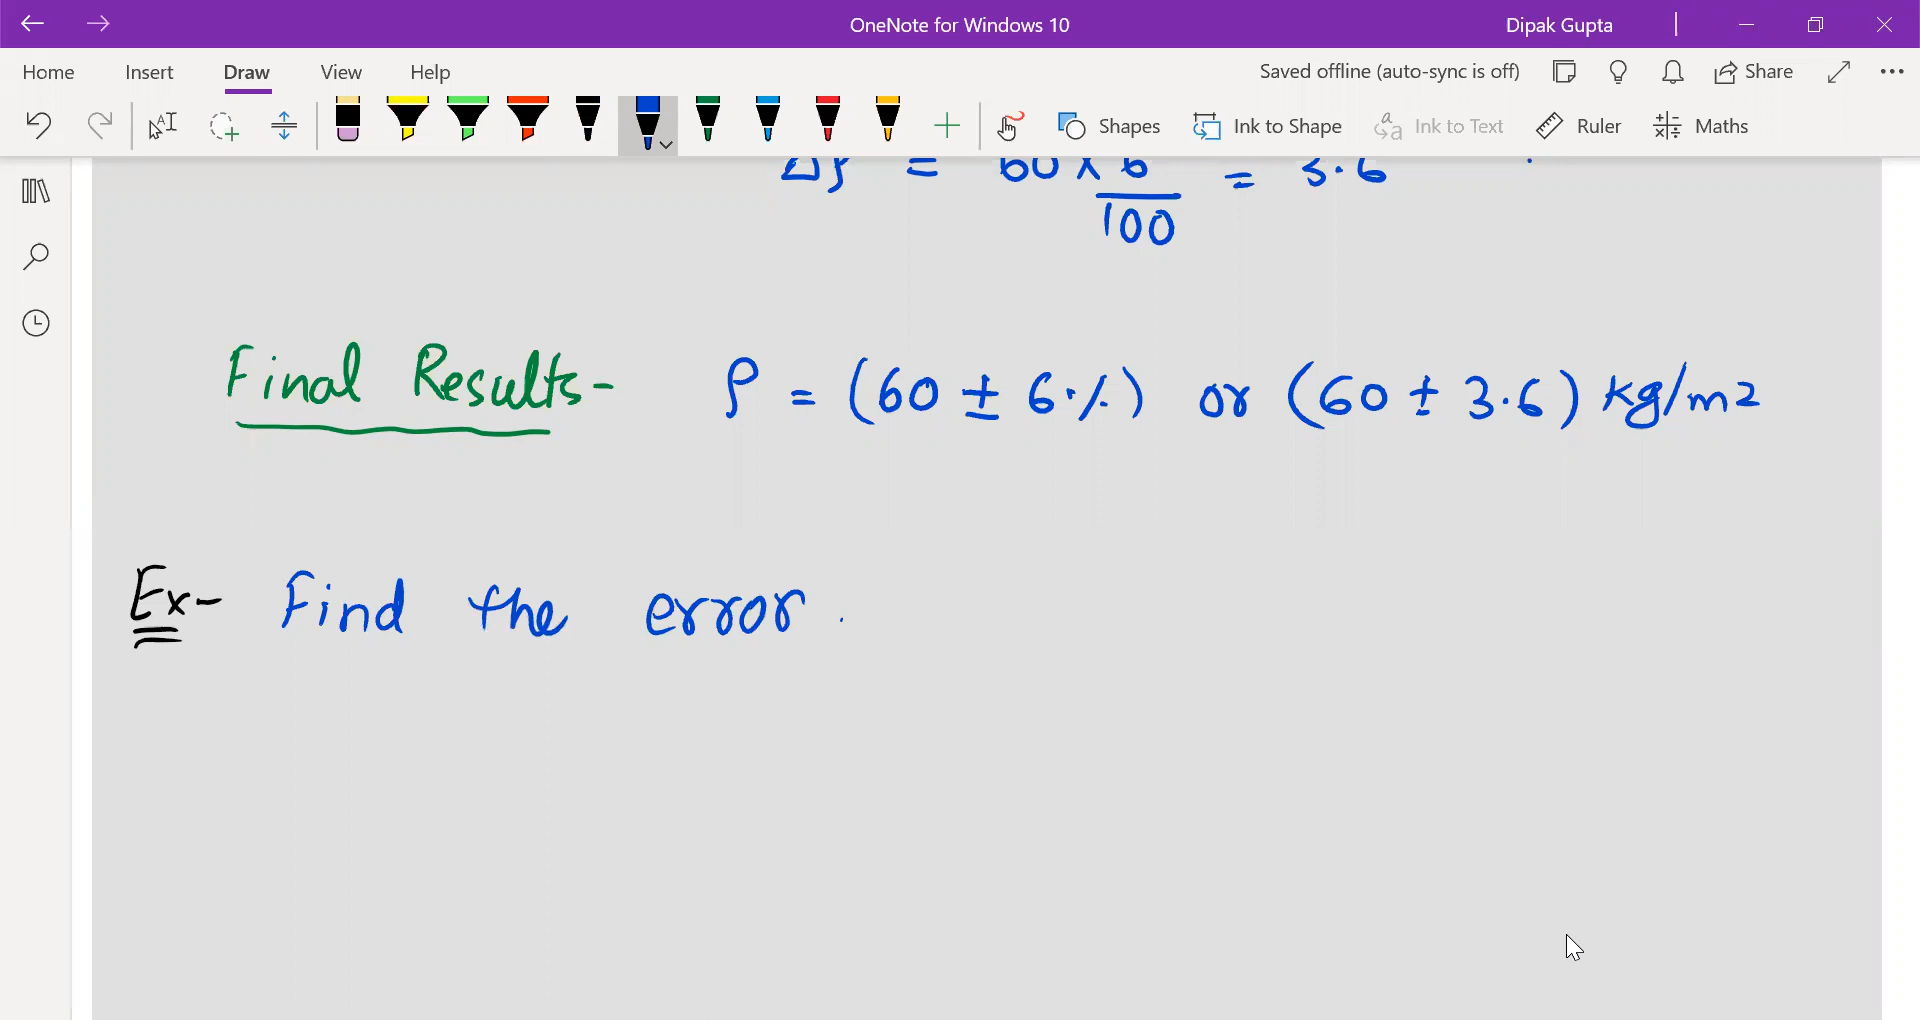 OneNote for Windows 10
Dipak Gupta
Home Insert Draw View Help
Saved offline (auto-sync is off) Share
Shapes Ink to Shape Ink to Text Ruler Maths
Δρ = 60 × 6 = 3.6
100
Final Results- ρ = (60 ± 6%) or (60 ± 3.6) kg/m2
Ex- Find the error.